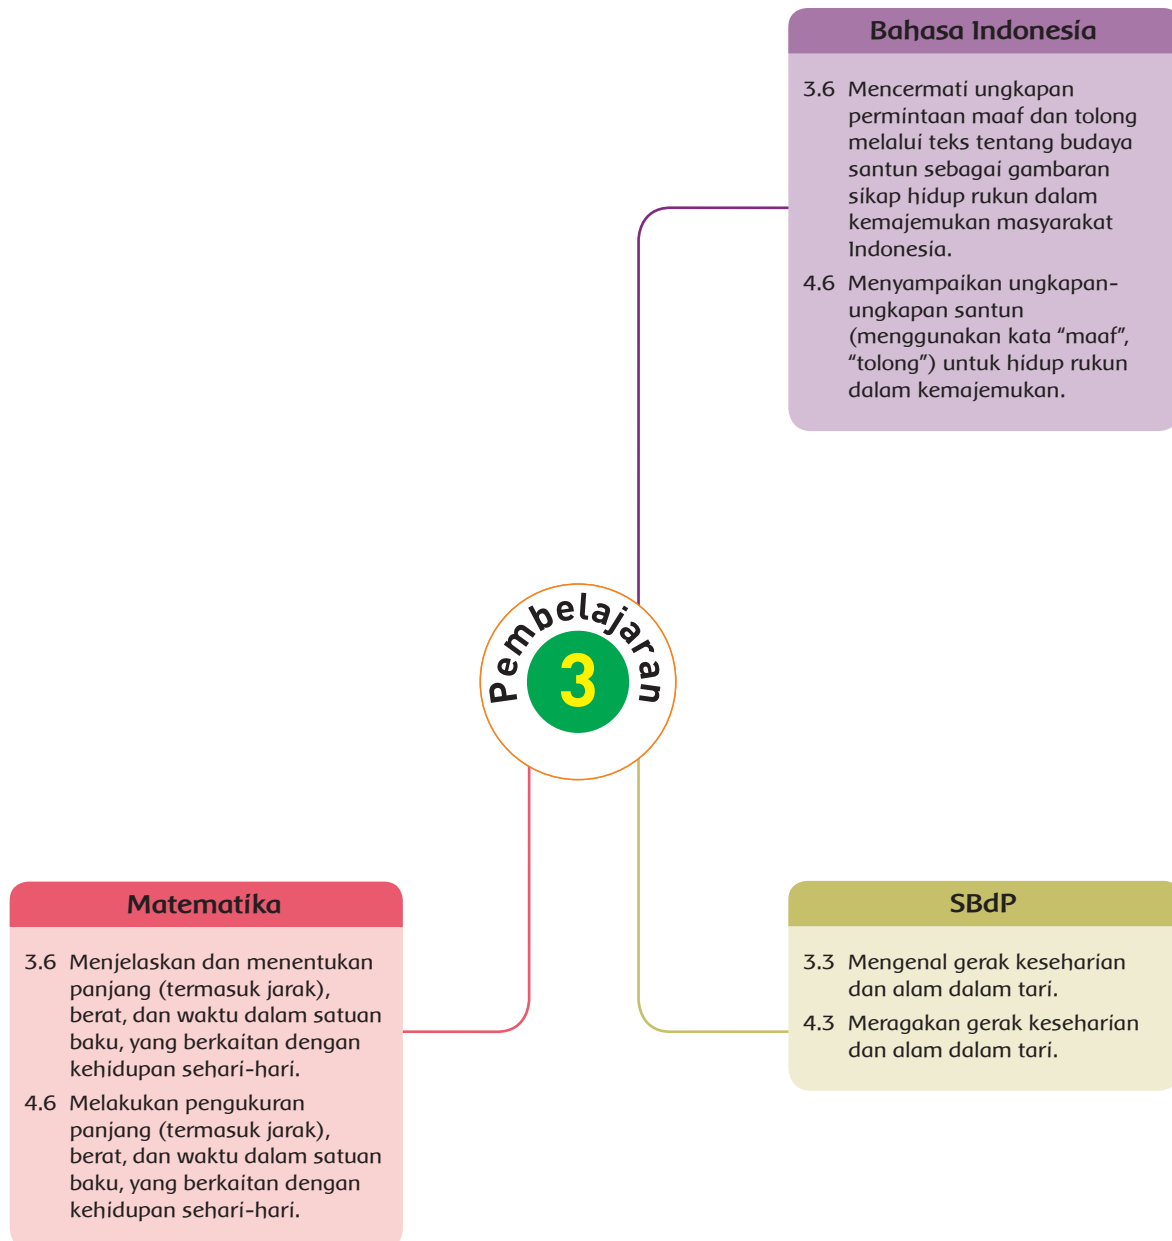 Bahasa Indonesia
3.6 Mencermati ungkapan
permintaan maaf dan tolong
melalui teks tentang budaya
santun sebagai gambaran
sikap hidup rukun dalam
kemajemukan masyarakat
Indonesia.
4.6 Menyampaikan ungkapan-
ungkapan santun
(menggunakan kata “maaf”,
“tolong”) untuk hidup rukun
dalam kemajemukan.
Pembelajaran
3
Matematika
3.6 Menjelaskan dan menentukan
panjang (termasuk jarak),
berat, dan waktu dalam satuan
baku, yang berkaitan dengan
kehidupan sehari-hari.
4.6 Melakukan pengukuran
panjang (termasuk jarak),
berat, dan waktu dalam satuan
baku, yang berkaitan dengan
kehidupan sehari-hari.
SBdP
3.3 Mengenal gerak keseharian
dan alam dalam tari.
4.3 Meragakan gerak keseharian
dan alam dalam tari.